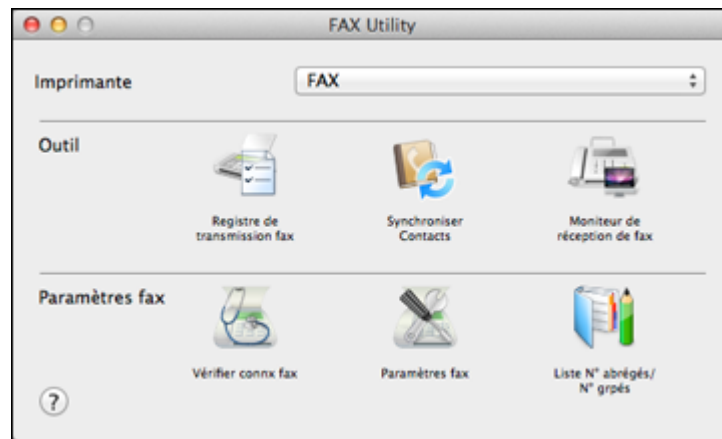 FAX Utility
Imprimante
FAX
Outil
Registre de
transmission fax
Synchroniser
Contacts
Moniteur de
réception de fax
Paramètres fax
Vérifier connx fax
Paramètres fax
Liste N° abrégés/
N° grpés
?